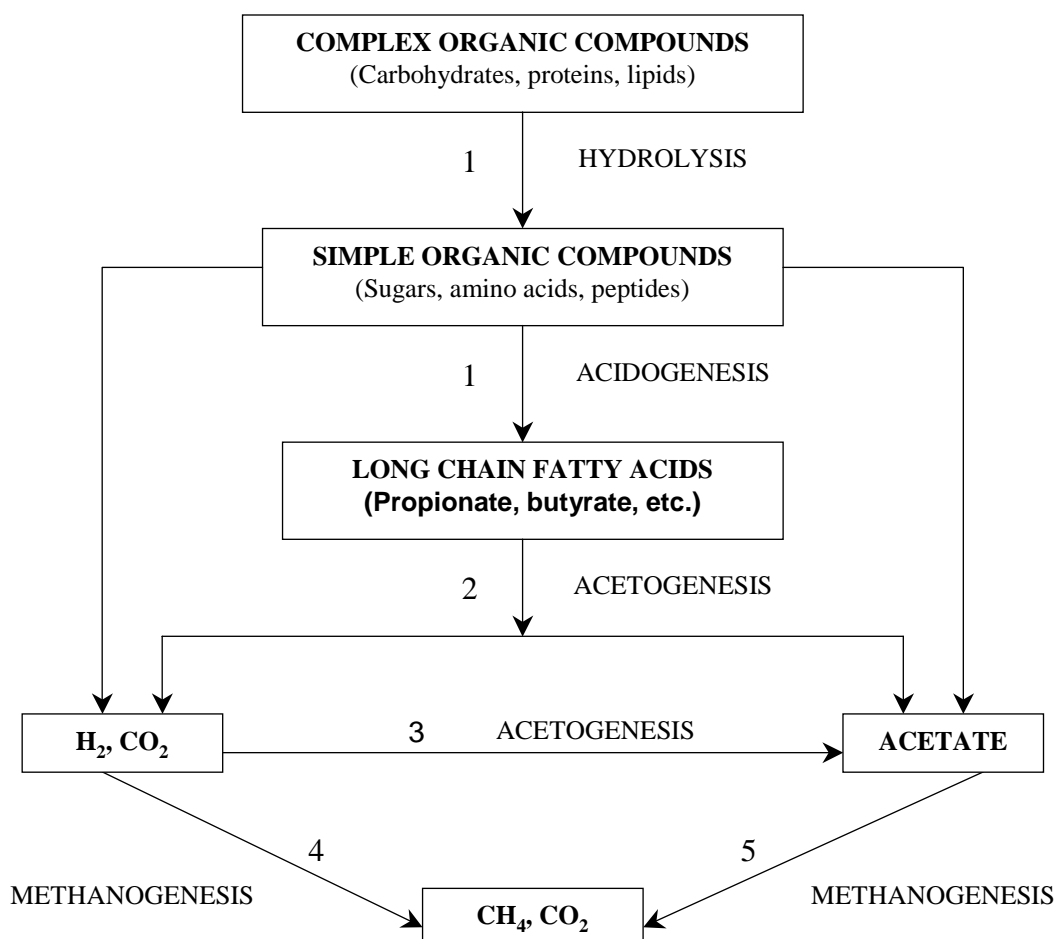 COMPLEX ORGANIC COMPOUNDS
(Carbohydrates, proteins, lipids)
1 HYDROLYSIS
SIMPLE ORGANIC COMPOUNDS
(Sugars, amino acids, peptides)
1 ACIDOGENESIS
LONG CHAIN FATTY ACIDS
(Propionate, butyrate, etc.)
2 ACETOGENESIS
H₂, CO₂
3 ACETOGENESIS
ACETATE
4
5
METHANOGENESIS
METHANOGENESIS
CH₄, CO₂